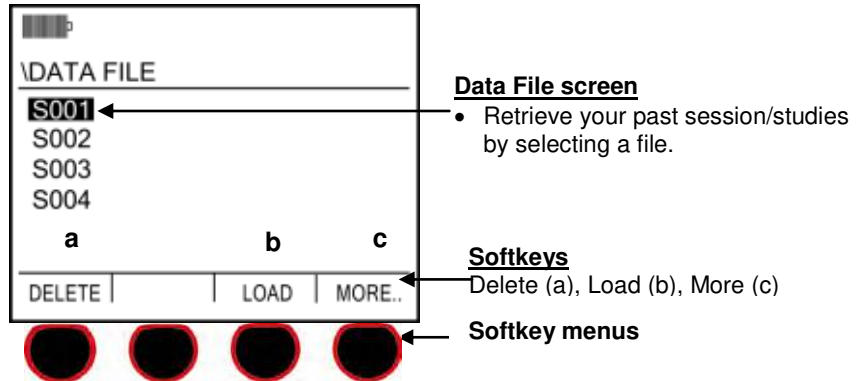 \DATA FILE
S001
S002
S003
S004
a b c
DELETE LOAD MORE..
Data File screen
• Retrieve your past session/studies
by selecting a file.
Softkeys
Delete (a), Load (b), More (c)
Softkey menus